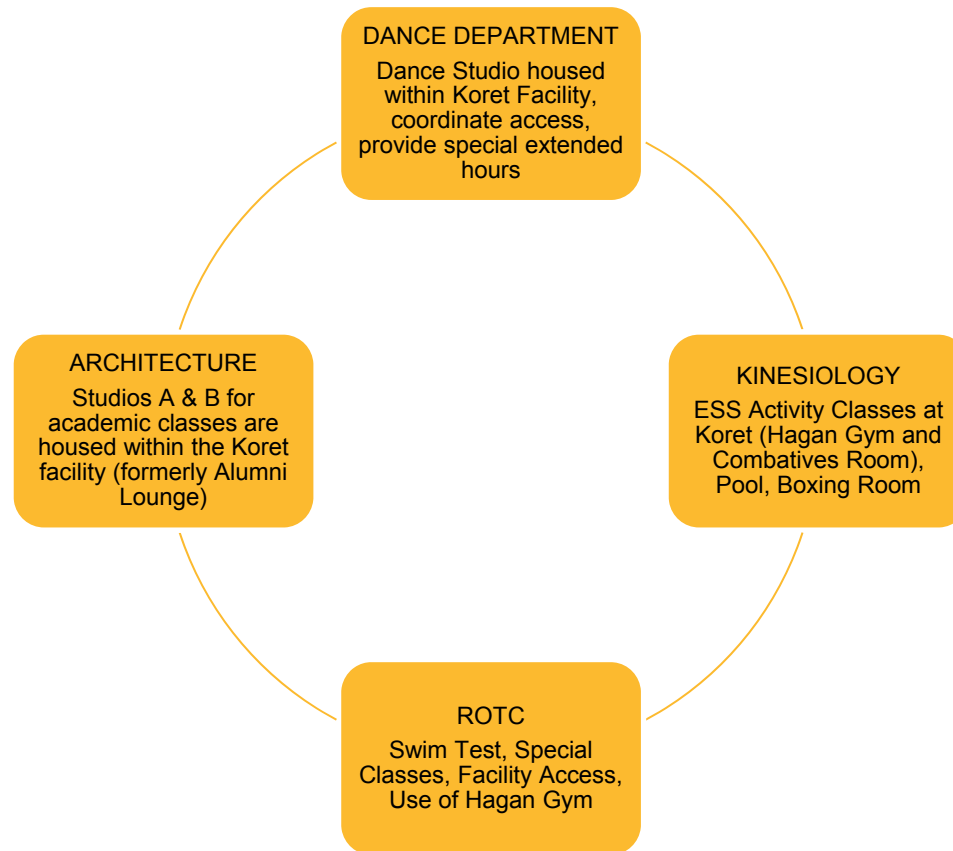 DANCE DEPARTMENT
Dance Studio housed
within Koret Facility,
coordinate access,
provide special extended
hours
ARCHITECTURE
Studios A & B for
academic classes are
housed within the Koret
facility (formerly Alumni
Lounge)
KINESIOLOGY
ESS Activity Classes at
Koret (Hagan Gym and
Combatives Room),
Pool, Boxing Room
ROTC
Swim Test, Special
Classes, Facility Access,
Use of Hagan Gym